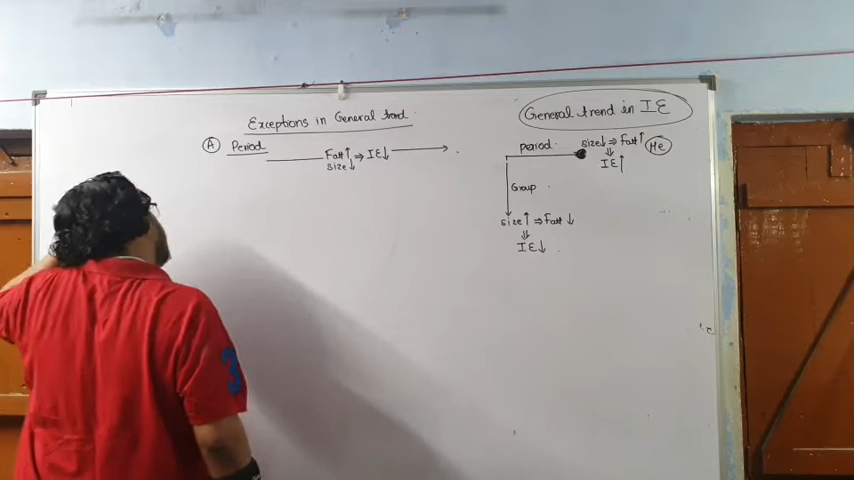 Exceptions in General trend
A Period
Fatt↑ ⇒ IE↓
Size↓
General trend in IE
Period
Size↓ ⇒ Fatt↑
He
⇓
IE↑
Group
Size↑ ⇒ Fatt↓
⇓
IE↓
3